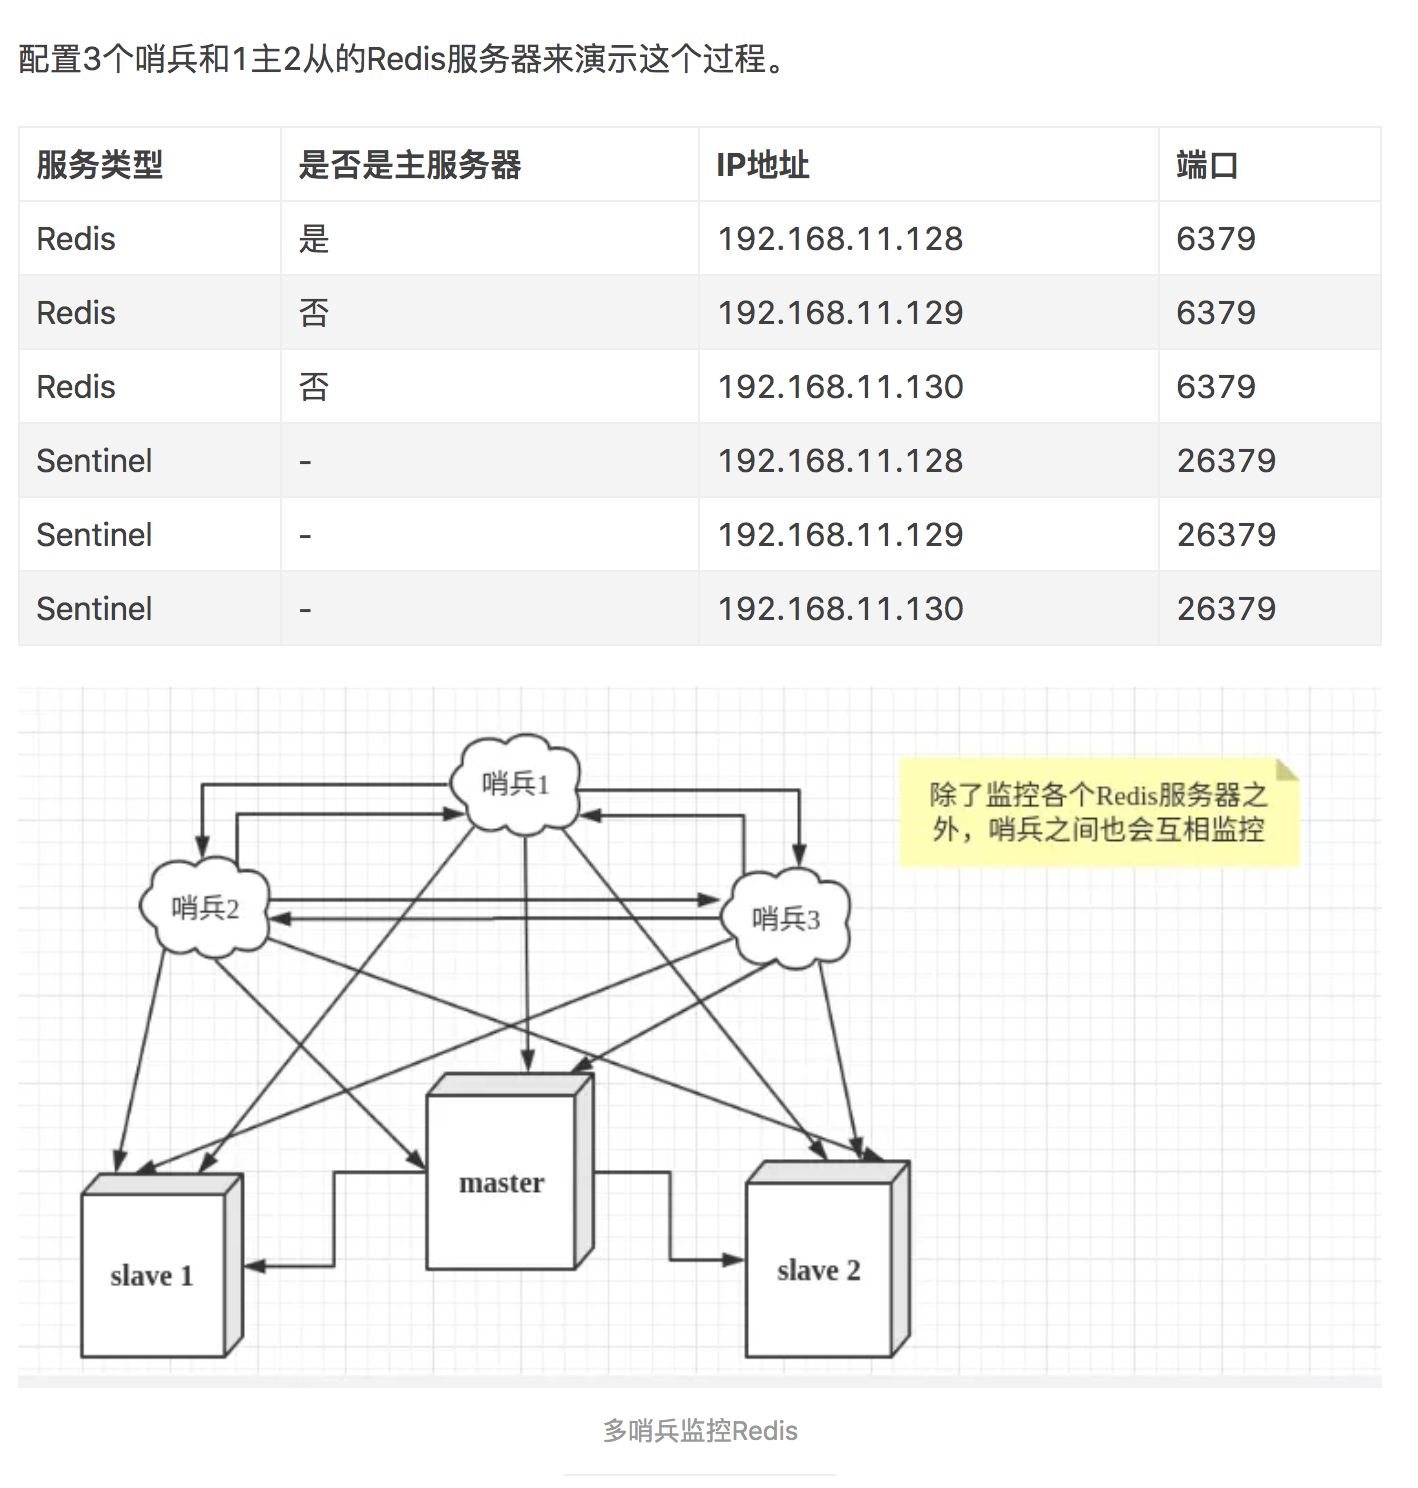 配置3个哨兵和1主2从的Redis服务器来演示这个过程。
服务类型 是否是主服务器 IP地址 端口
Redis 是 192.168.11.128 6379
Redis 否 192.168.11.129 6379
Redis 否 192.168.11.130 6379
Sentinel - 192.168.11.128 26379
Sentinel - 192.168.11.129 26379
Sentinel - 192.168.11.130 26379
哨兵1
除了监控各个Redis服务器之
外，哨兵之间也会互相监控
哨兵2
哨兵3
master
slave 1
slave 2
多哨兵监控Redis